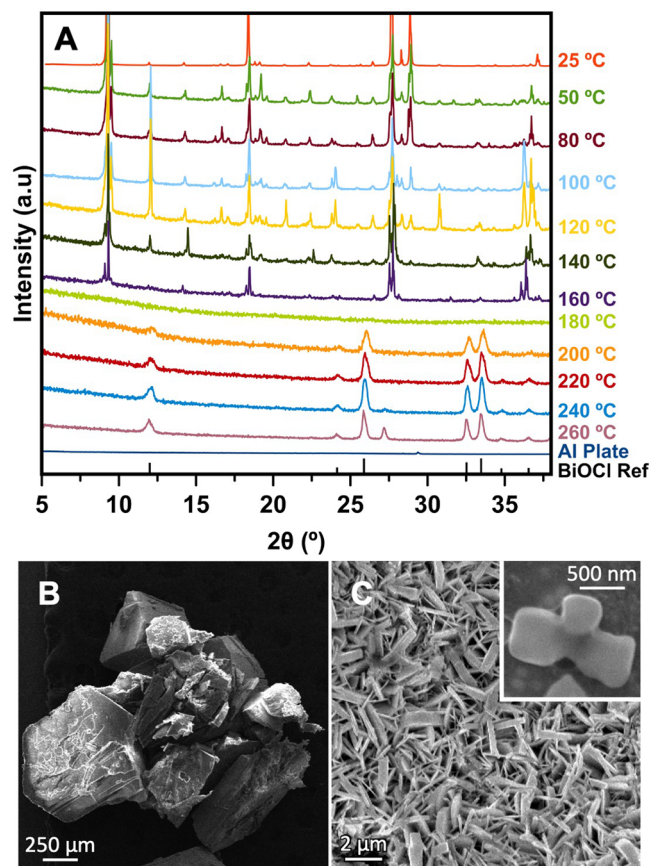 A
25 ºC
50 ºC
80 ºC
100 ºC
120 ºC
140 ºC
160 ºC
180 ºC
200 ºC
220 ºC
240 ºC
260 ºC
Al Plate
BiOCl Ref
Intensity (a.u)
5 10 15 20 25 30 35
2θ (º)
B
250 µm
C
500 nm
2 µm